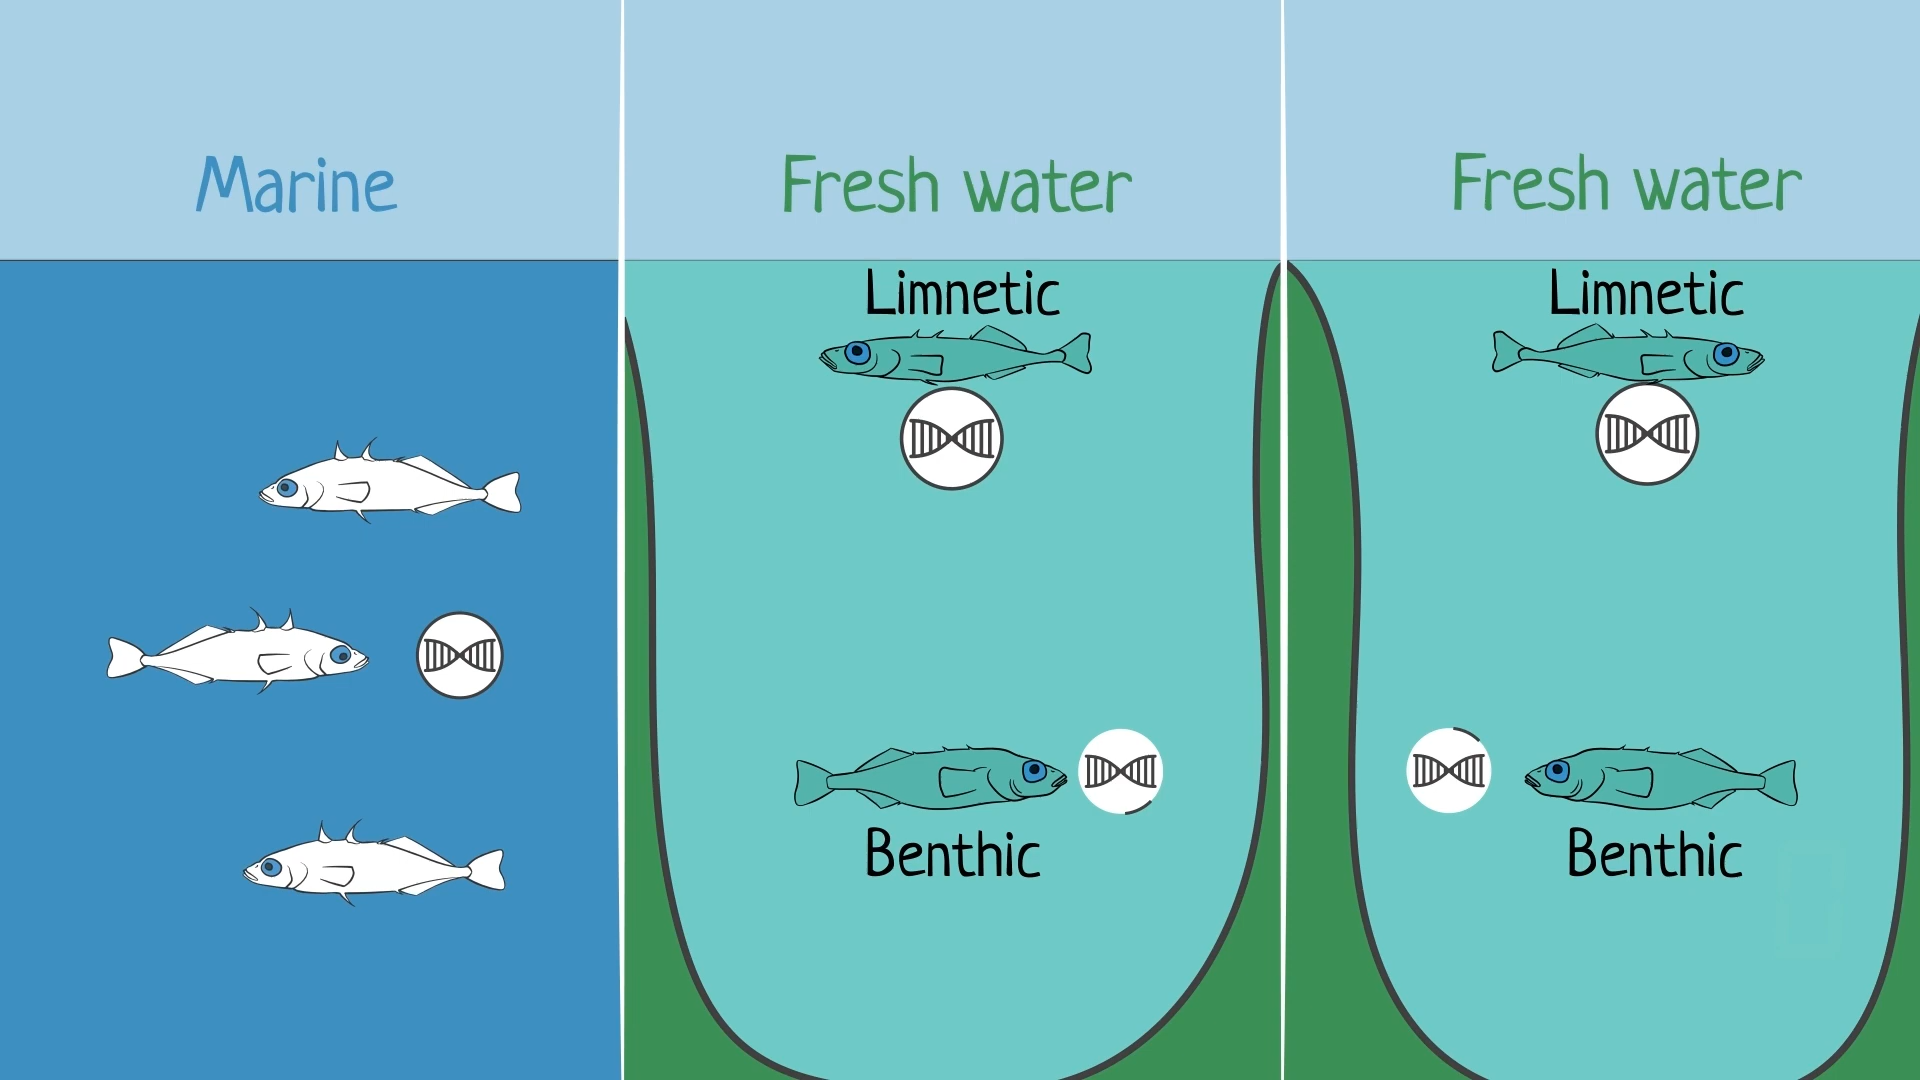 Marine
Fresh water
Fresh water
Limnetic
Limnetic
Benthic
Benthic